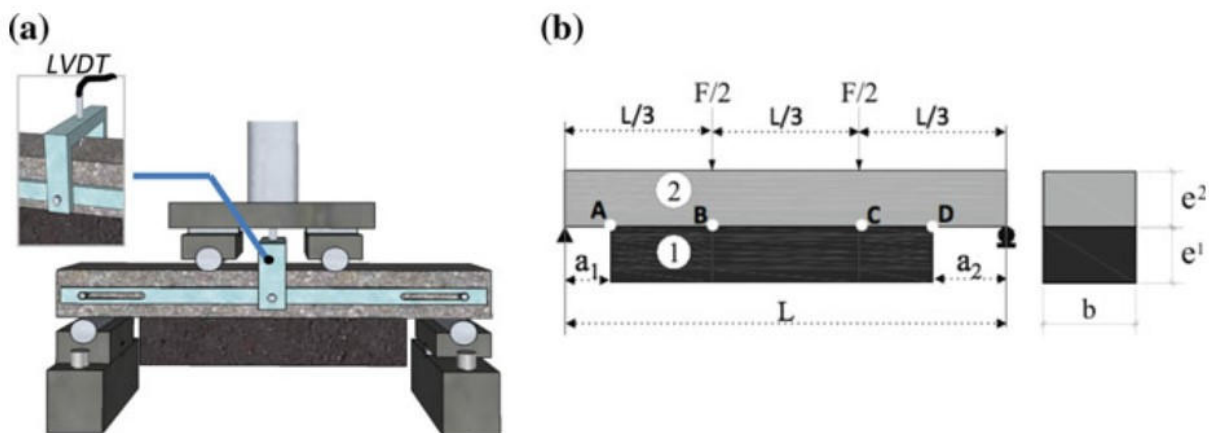 (a)
LVDT
(b)
F/2 F/2
L/3 L/3 L/3
2
e²
A B C D
1
e¹
a₁ a₂
L
b